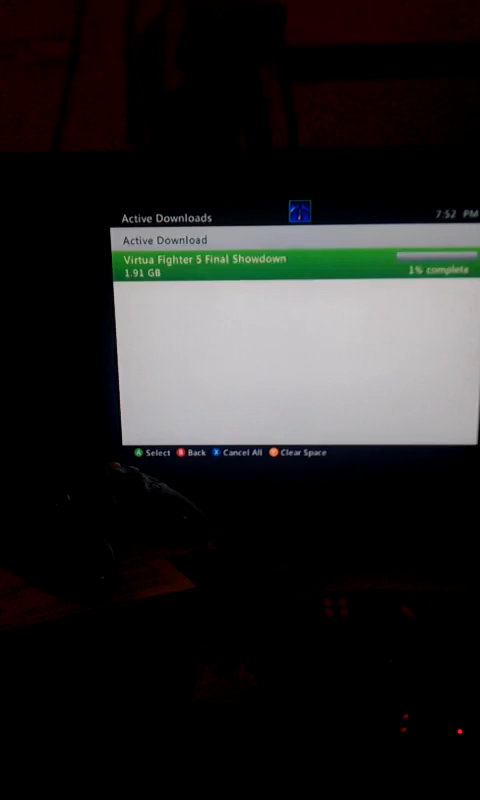 Active Downloads
7:52 PM
Active Download
Virtua Fighter 5 Final Showdown
1.91 GB
1% complete
A Select B Back X Cancel All Y Clear Space